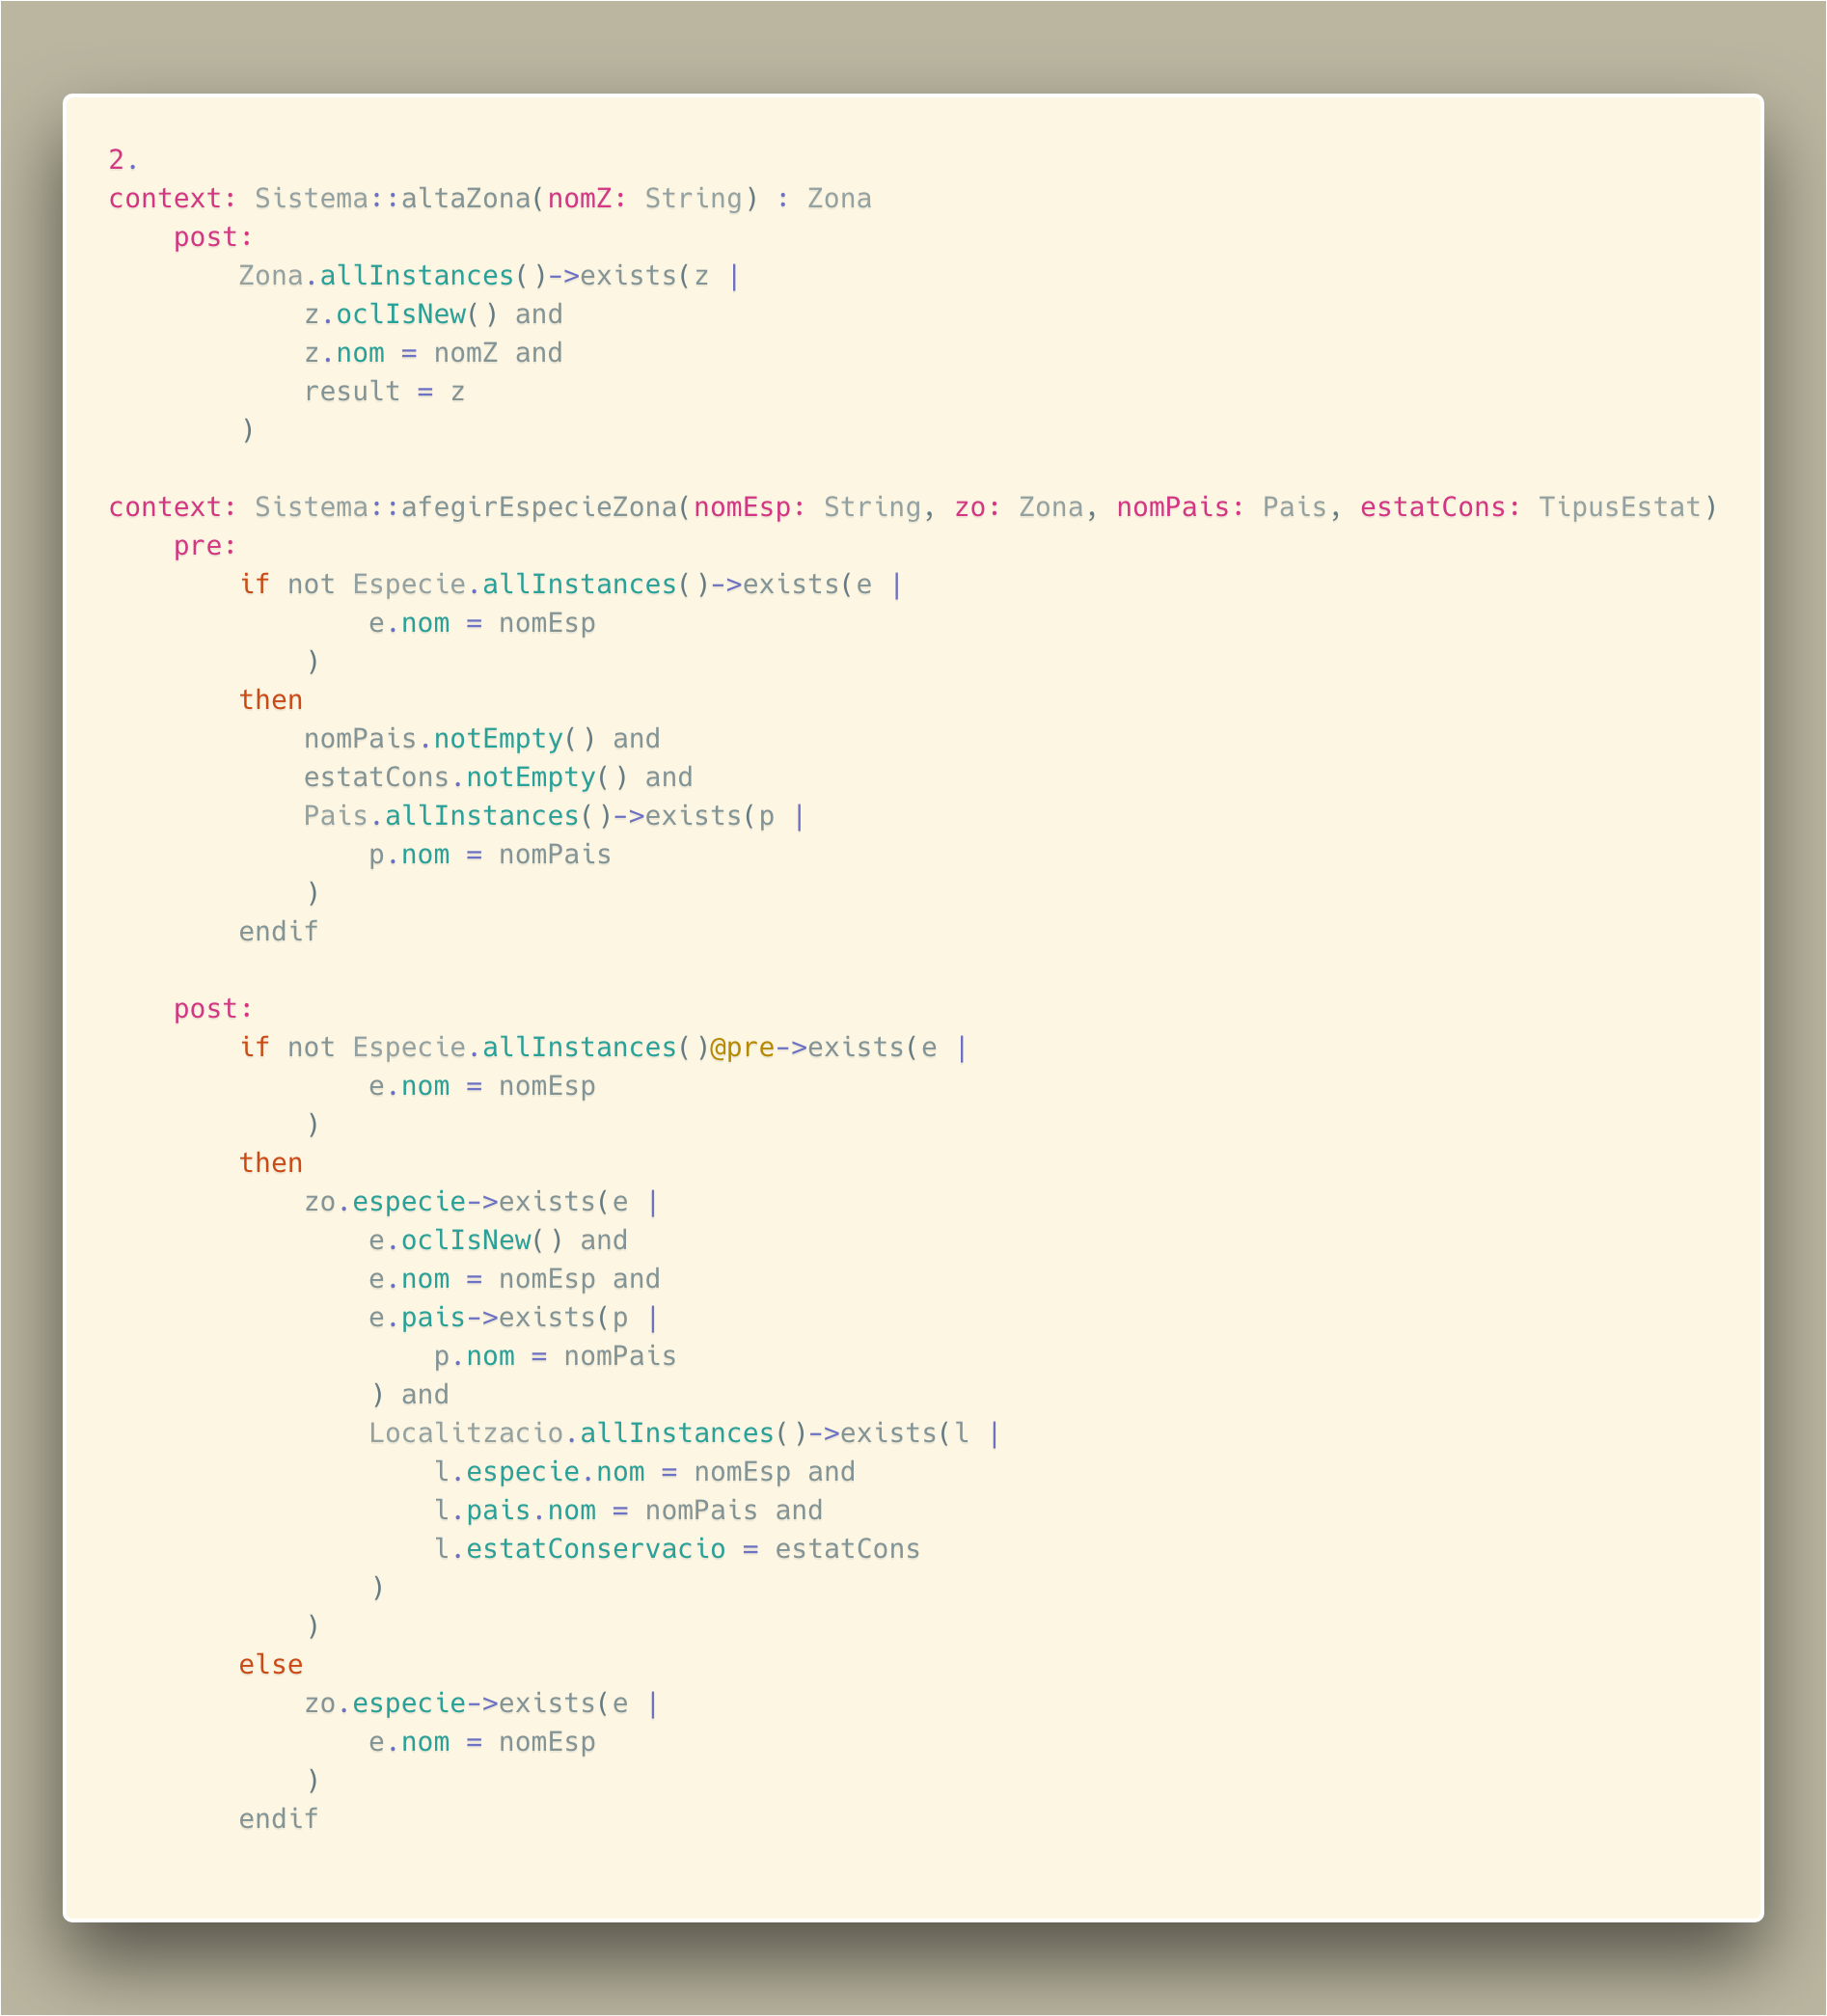 2.
context: Sistema::altaZona(nomZ: String) : Zona
    post:
        Zona.allInstances()->exists(z |
            z.oclIsNew() and
            z.nom = nomZ and
            result = z
        )

context: Sistema::afegirEspecieZona(nomEsp: String, zo: Zona, nomPais: Pais, estatCons: TipusEstat)
    pre:
        if not Especie.allInstances()->exists(e |
                e.nom = nomEsp
            )
        then
            nomPais.notEmpty() and
            estatCons.notEmpty() and
            Pais.allInstances()->exists(p |
                p.nom = nomPais
            )
        endif

    post:
        if not Especie.allInstances()@pre->exists(e |
                e.nom = nomEsp
            )
        then
            zo.especie->exists(e |
                e.oclIsNew() and
                e.nom = nomEsp and
                e.pais->exists(p |
                    p.nom = nomPais
                ) and
                Localitzacio.allInstances()->exists(l |
                    l.especie.nom = nomEsp and
                    l.pais.nom = nomPais and
                    l.estatConservacio = estatCons
                )
            )
        else
            zo.especie->exists(e |
                e.nom = nomEsp
            )
        endif